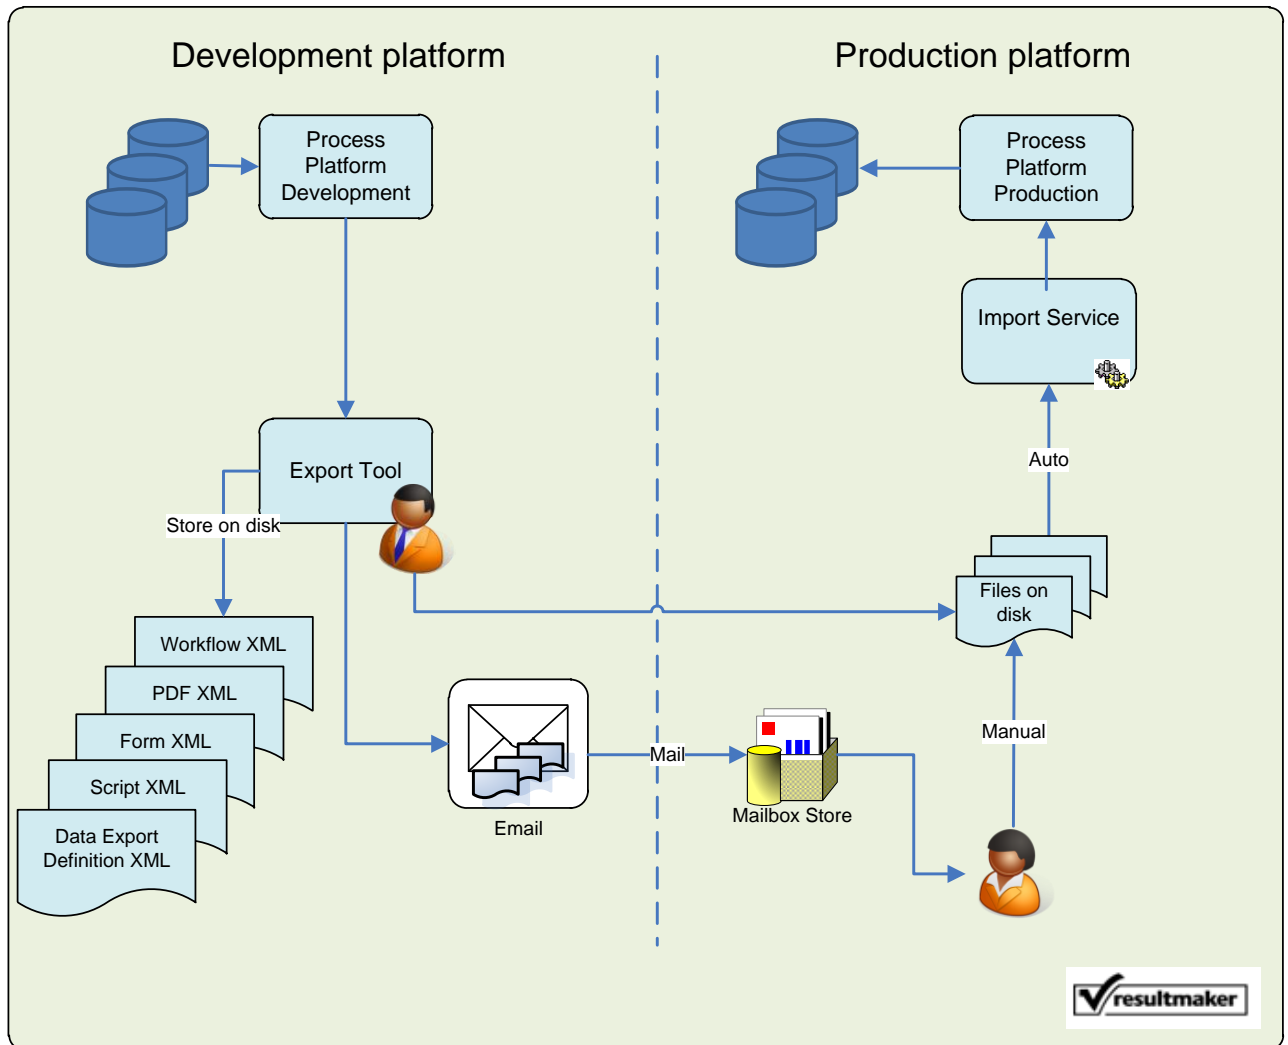 Development platform
Production platform
Process
Platform
Development
Process
Platform
Production
Import Service
Export Tool
Auto
Store on disk
Files on
disk
Workflow XML
PDF XML
Form XML
Script XML
Data Export
Definition XML
Mail
Manual
Email
Mailbox Store
resultmaker